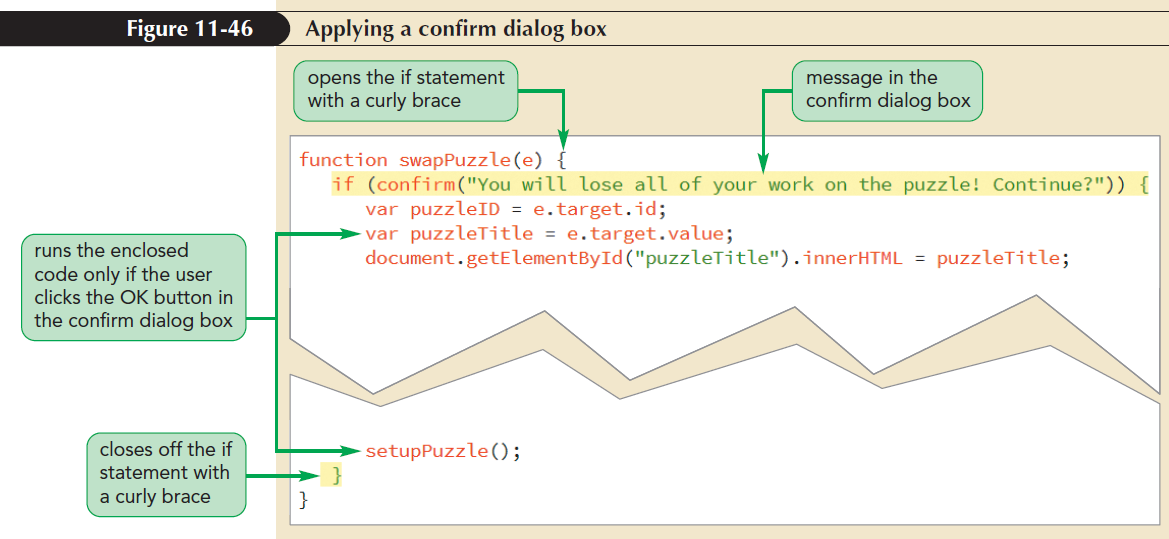 Figure 11-46 Applying a confirm dialog box
opens the if statement
with a curly brace
message in the
confirm dialog box
function swapPuzzle(e) {
if (confirm("You will lose all of your work on the puzzle! Continue?")) {
var puzzleID = e.target.id;
var puzzleTitle = e.target.value;
document.getElementById("puzzleTitle").innerHTML = puzzleTitle;
runs the enclosed
code only if the user
clicks the OK button in
the confirm dialog box
setupPuzzle();
}
}
closes off the if
statement with
a curly brace